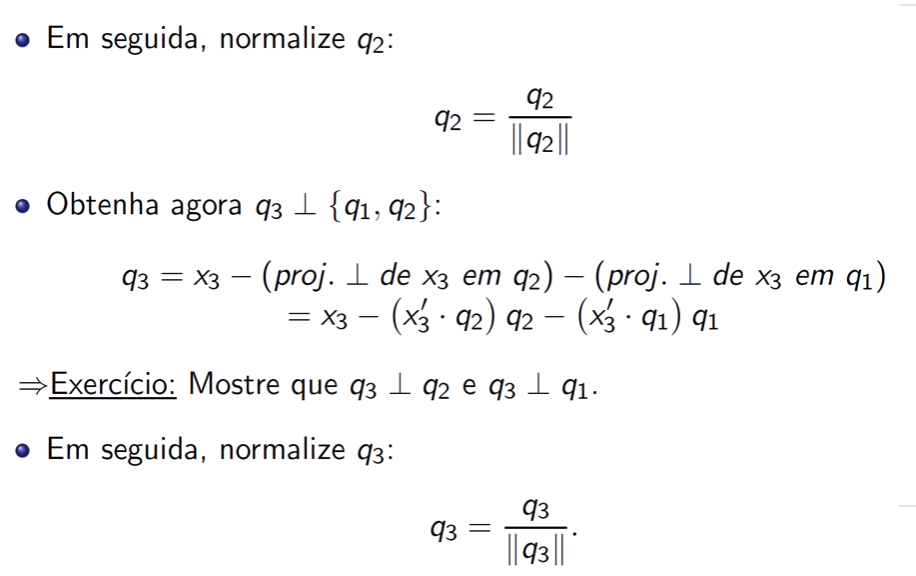 • Em seguida, normalize q₂:
q₂ = q₂ / ‖q₂‖
• Obtenha agora q₃ ⊥ {q₁, q₂}:
q₃ = x₃ − (proj. ⊥ de x₃ em q₂) − (proj. ⊥ de x₃ em q₁)
= x₃ − (x₃′ · q₂) q₂ − (x₃′ · q₁) q₁
⇒Exercício: Mostre que q₃ ⊥ q₂ e q₃ ⊥ q₁.
• Em seguida, normalize q₃:
q₃ = q₃ / ‖q₃‖.